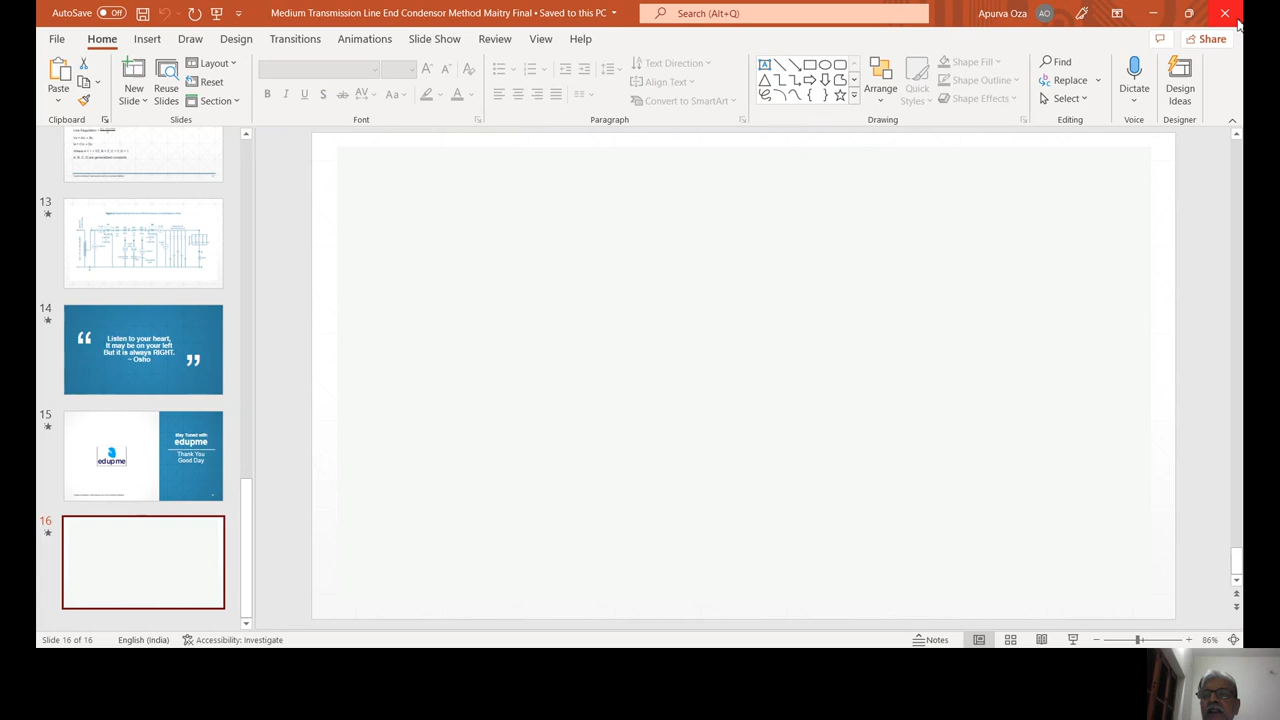 AutoSave Off Medium Transmission Line End Condensor Method Maitry Final • Saved to this PC Search (Alt+Q) Apurva Oza AO
File Home Insert Draw Design Transitions Animations Slide Show Review View Help Share
Paste New Slide Reuse Slides Layout Reset Section
B I U S ab AV Aa A A A
Text Direction Align Text Convert to SmartArt
Arrange Quick Styles Shape Fill Shape Outline Shape Effects
Find Replace Select Dictate Design Ideas
Clipboard Slides Font Paragraph Drawing Editing Voice Designer
13
14
Listen to your heart,
It may be on your left
But it is always RIGHT.
~ Osho
15
edupme
Stay Tuned with
edupme
Thank You
Good Day
16
Slide 16 of 16 English (India) Accessibility: Investigate Notes 86%